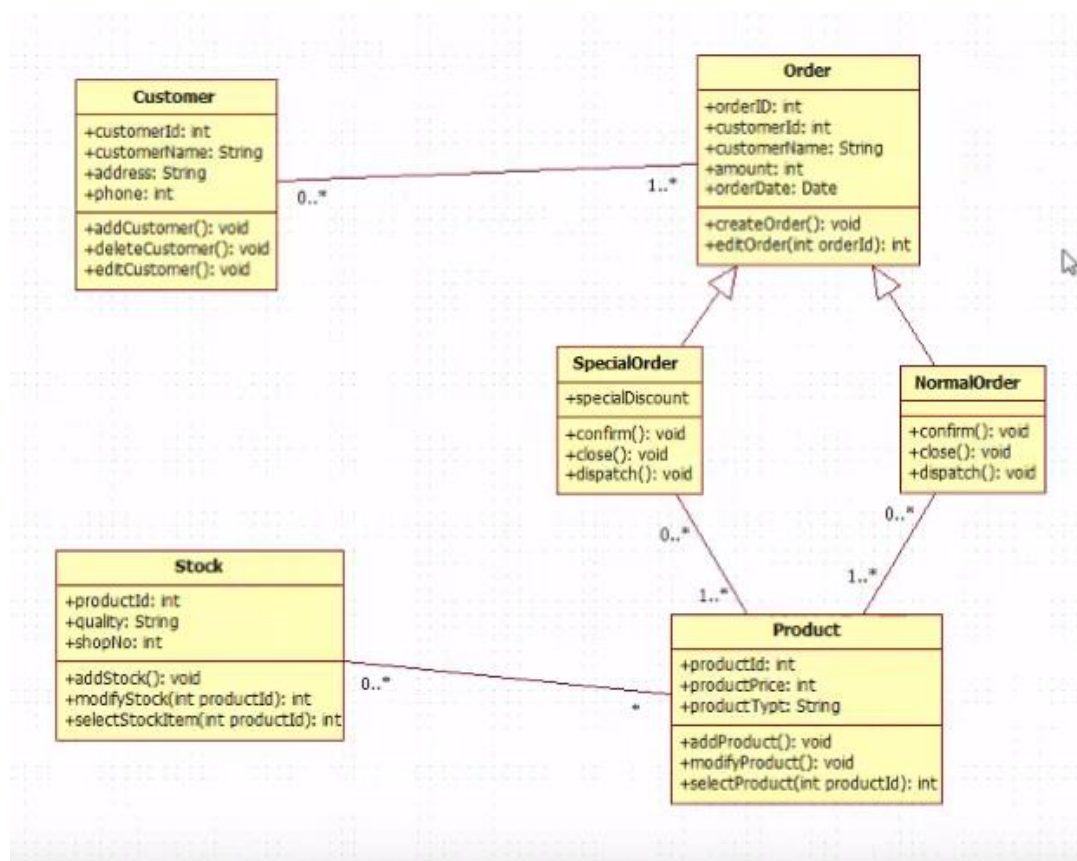 Customer
+customerId: int
+customerName: String
+address: String
+phone: int
+addCustomer(): void
+deleteCustomer(): void
+editCustomer(): void
0..*
1..*
Order
+orderID: int
+customerId: int
+customerName: String
+amount: int
+orderDate: Date
+createOrder(): void
+editOrder(int orderId): int
SpecialOrder
+specialDiscount
+confirm(): void
+close(): void
+dispatch(): void
NormalOrder
+confirm(): void
+close(): void
+dispatch(): void
0..*
0..*
1..*
1..*
Stock
+productId: int
+quality: String
+shopNo: int
+addStock(): void
+modifyStock(int productId): int
+selectStockItem(int productId): int
0..*
*
Product
+productId: int
+productPrice: int
+productTypt: String
+addProduct(): void
+modifyProduct(): void
+selectProduct(int productId): int